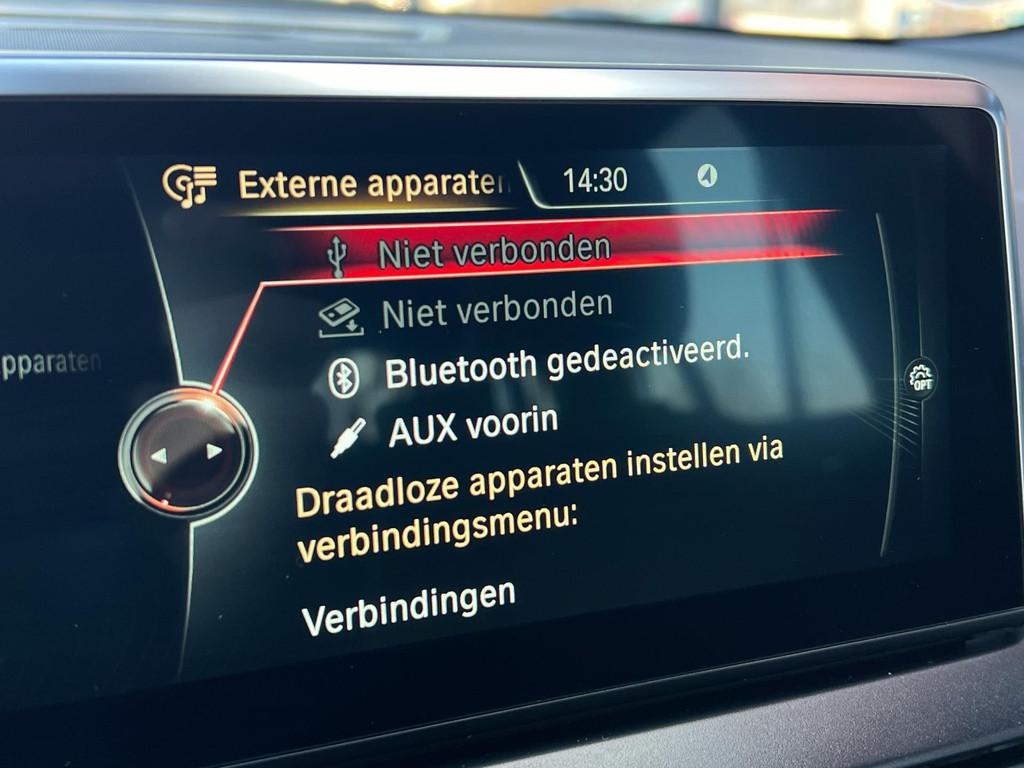 Externe apparaten
14:30
Niet verbonden
Niet verbonden
pparaten
Bluetooth gedeactiveerd.
AUX voorin
OPT
Draadloze apparaten instellen via
verbindingsmenu:
Verbindingen